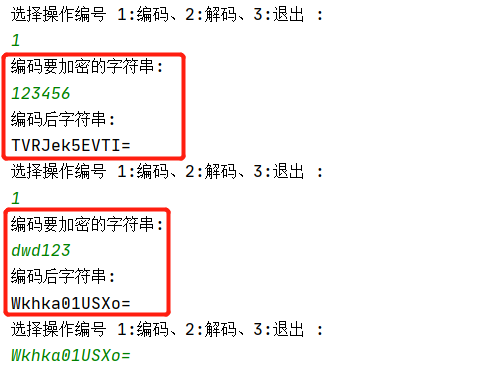 选择操作编号 1:编码、2:解码、3:退出 :
1
编码要加密的字符串:
123456
编码后字符串:
TVRJek5EVTI=
选择操作编号 1:编码、2:解码、3:退出 :
1
编码要加密的字符串:
dwd123
编码后字符串:
Wkhka01USXo=
选择操作编号 1:编码、2:解码、3:退出 :
Wkhka01USXo=